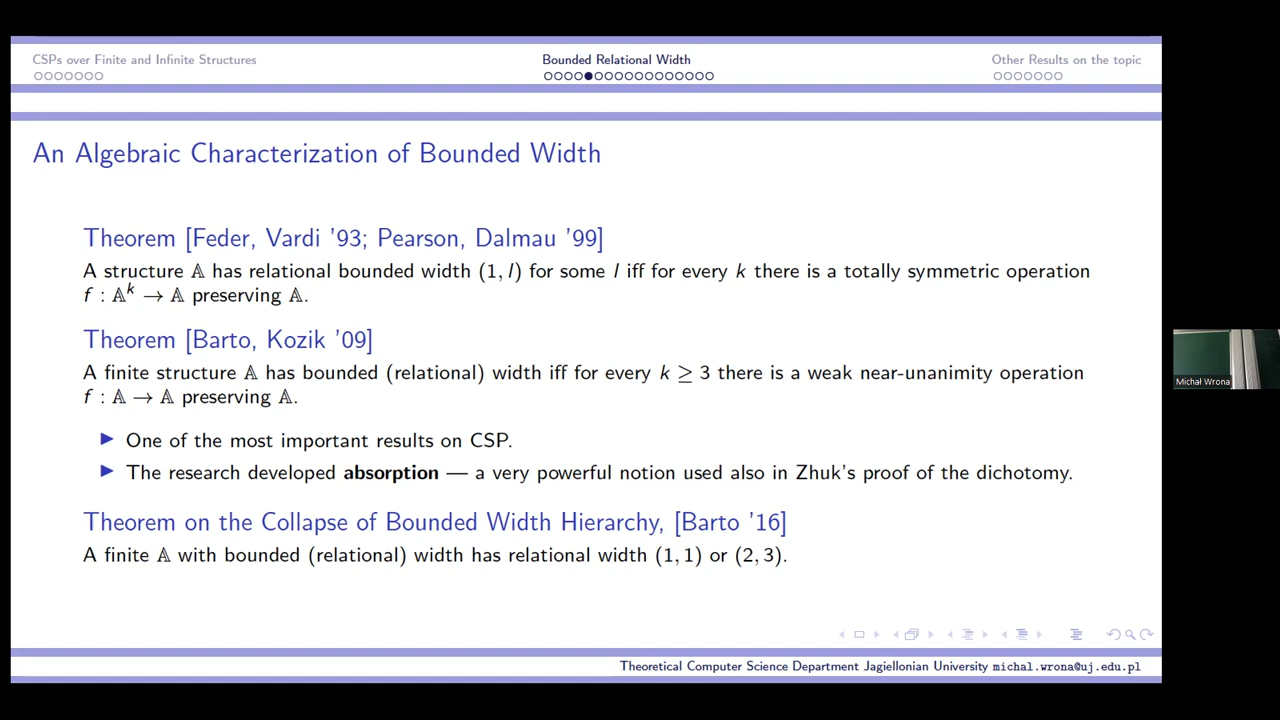 CSPs over Finite and Infinite Structures
Bounded Relational Width
Other Results on the topic
An Algebraic Characterization of Bounded Width
Theorem [Feder, Vardi '93; Pearson, Dalmau '99]
A structure 𝔸 has relational bounded width (1, l) for some l iff for every k there is a totally symmetric operation
f : 𝔸ᵏ → 𝔸 preserving 𝔸.
Theorem [Barto, Kozik '09]
A finite structure 𝔸 has bounded (relational) width iff for every k ≥ 3 there is a weak near-unanimity operation
f : 𝔸 → 𝔸 preserving 𝔸.
▶ One of the most important results on CSP.
▶ The research developed absorption — a very powerful notion used also in Zhuk's proof of the dichotomy.
Theorem on the Collapse of Bounded Width Hierarchy, [Barto '16]
A finite 𝔸 with bounded (relational) width has relational width (1, 1) or (2, 3).
Theoretical Computer Science Department Jagiellonian University michal.wrona@uj.edu.pl
Michał Wrona